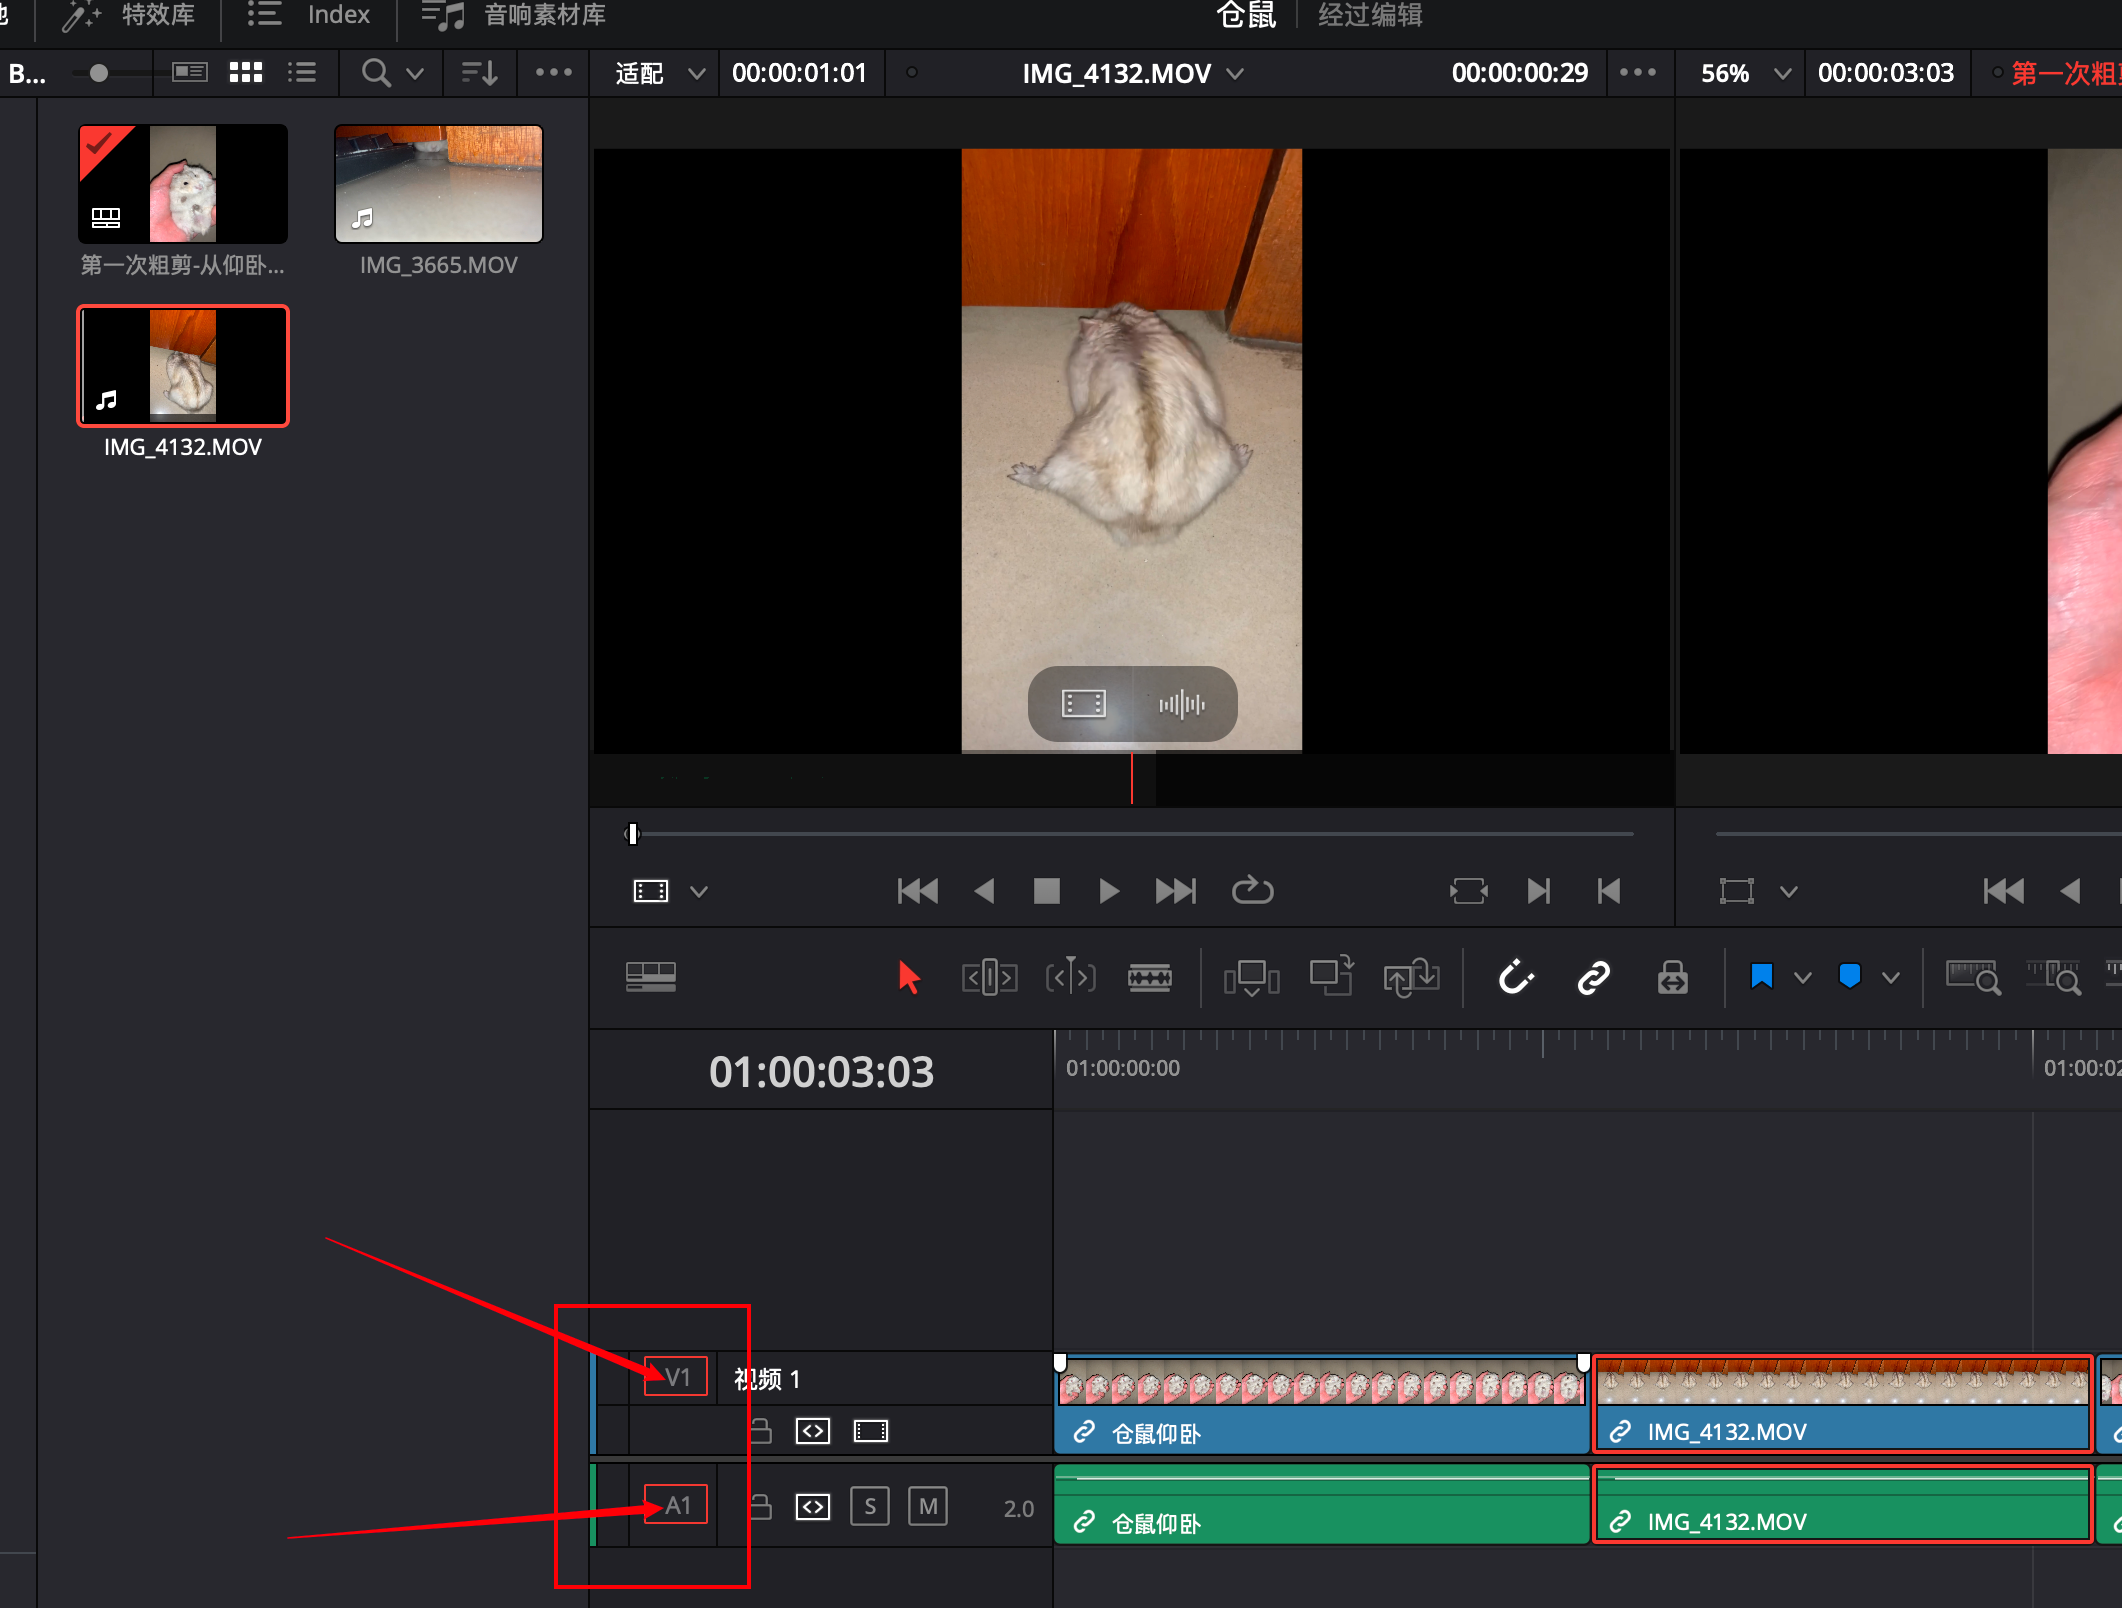 特效库
Index
音响素材库
仓鼠
经过编辑
B...
适配
00:00:01:01
IMG_4132.MOV
00:00:00:29
56%
00:00:03:03
第一次粗
第一次粗剪-从仰卧...
IMG_3665.MOV
IMG_4132.MOV
01:00:03:03
01:00:00:00
01:00:02
V1
视频 1
仓鼠仰卧
IMG_4132.MOV
A1
S
M
2.0
仓鼠仰卧
IMG_4132.MOV